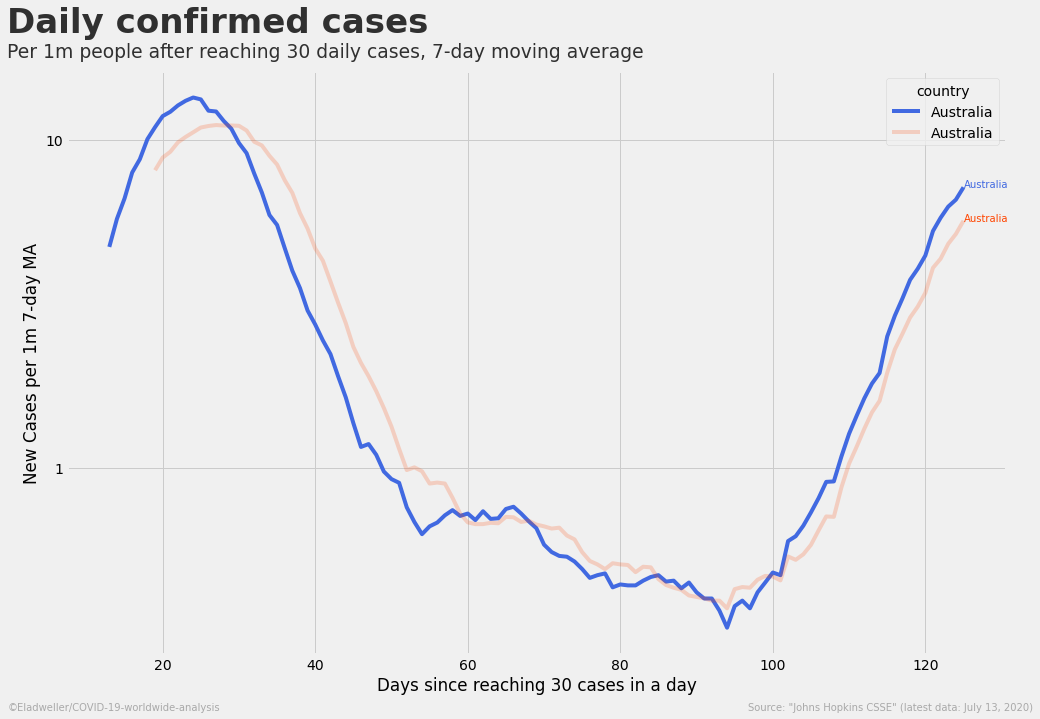 Daily confirmed cases
Per 1m people after reaching 30 daily cases, 7-day moving average
country
Australia
Australia
10
1
New Cases per 1m 7-day MA
Australia
Australia
20 40 60 80 100 120
Days since reaching 30 cases in a day
©Eladweller/COVID-19-worldwide-analysis
Source: "Johns Hopkins CSSE" (latest data: July 13, 2020)